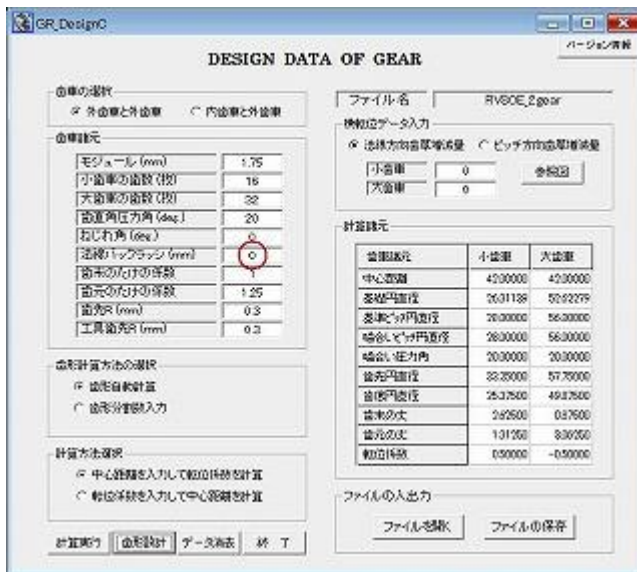 GR_DesignC
バージョン情報
DESIGN DATA OF GEAR
歯車の選択
外歯車と外歯車
内歯車と外歯車
歯車諸元
モジュール (mm) 1.75
小歯車の歯数 (枚) 16
大歯車の歯数 (枚) 32
歯直角圧力角 (deg.) 20
ねじれ角 (deg.) 0
法線バックラッシ (mm) 0
歯末のたけの係数 1
歯元のたけの係数 1.25
歯先R (mm) 0.3
工具歯先R (mm) 0.3
歯形計算方法の選択
歯形自動計算
歯形分割数入力
計算方法選択
中心距離を入力して転位係数を計算
転位係数を入力して中心距離を計算
計算実行
歯形設計
データ消去
終 了
ファイル名
横転位データ入力
法線方向歯厚増減量
ピッチ方向歯厚増減量
小歯車 0
大歯車 0
参照図
計算諸元
歯車諸元 小歯車 大歯車
中心距離 42.00000 42.00000
基礎円直径 26.31139 52.62279
基準ピッチ円直径 28.00000 56.00000
噛合いピッチ円直径 28.00000 56.00000
噛合い圧力角 20.00000 20.00000
歯先円直径 33.25000 57.75000
歯底円直径 25.37500 49.87500
歯末の丈 2.62500 0.87500
歯元の丈 1.31250 3.06250
転位係数 0.50000 -0.50000
ファイルの入出力
ファイルを開く
ファイルの保存